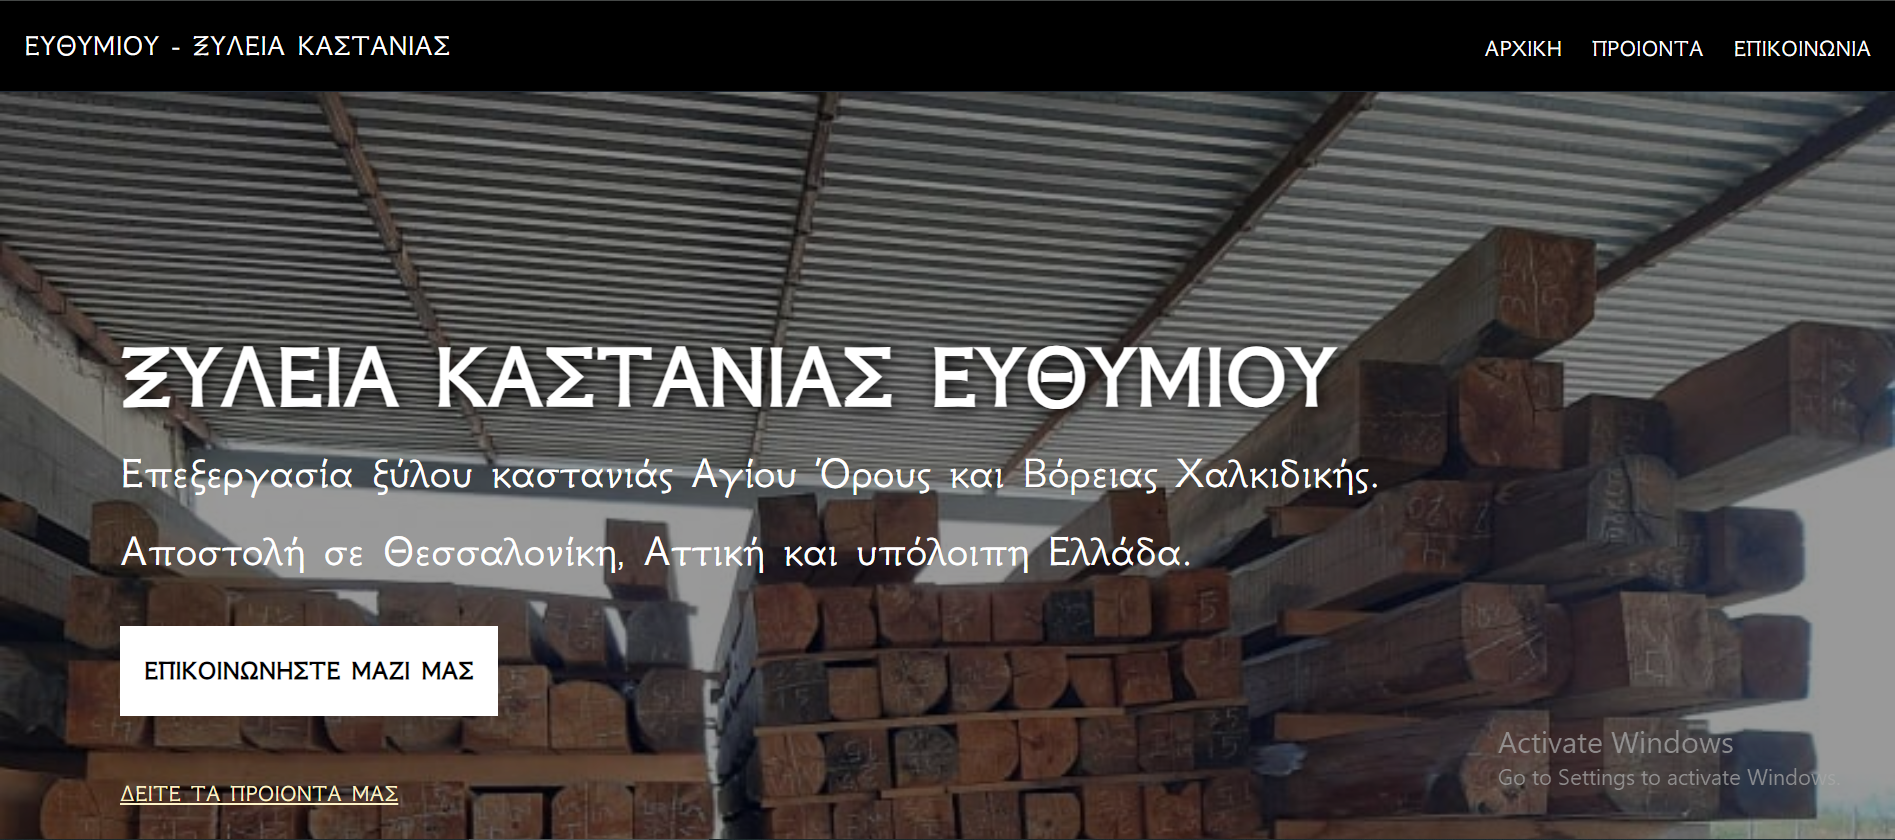 ΕΥΘΥΜΙΟΥ - ΞΥΛΕΙΑ ΚΑΣΤΑΝΙΑΣ
ΑΡΧΙΚΗ ΠΡΟΙΟΝΤΑ ΕΠΙΚΟΙΝΩΝΙΑ
ΞΥΛΕΙΑ ΚΑΣΤΑΝΙΑΣ ΕΥΘΥΜΙΟΥ
Επεξεργασία ξύλου καστανιάς Αγίου Όρους και Βόρειας Χαλκιδικής.
Αποστολή σε Θεσσαλονίκη, Αττική και υπόλοιπη Ελλάδα.
ΕΠΙΚΟΙΝΩΝΗΣΤΕ ΜΑΖΙ ΜΑΣ
Activate Windows
Go to Settings to activate Windows.
ΔΕΙΤΕ ΤΑ ΠΡΟΙΟΝΤΑ ΜΑΣ